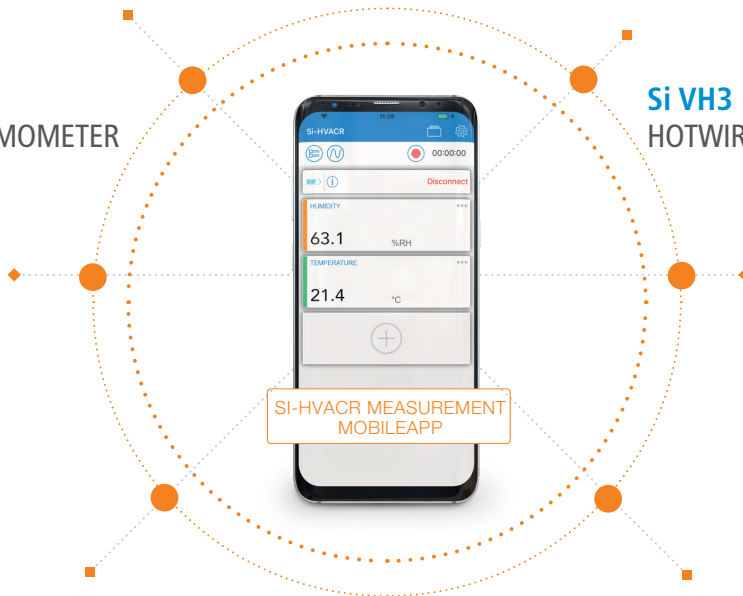 Si VH3
MOMETER
HOTWIR
11:29
Si-HVACR
00:00:00
Disconnect
HUMIDITY
63.1 %RH
TEMPERATURE
21.4 °C
SI-HVACR MEASUREMENT
MOBILEAPP